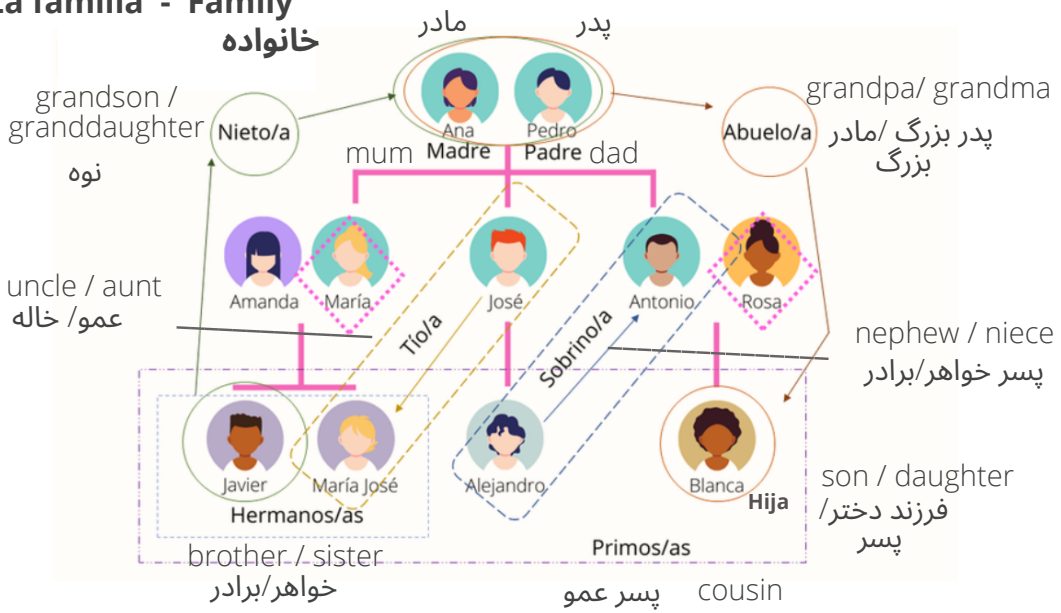 La familia - Family
خانواده
مادر
پدر
grandson /
granddaughter
نوه
Nieto/a
Ana
Pedro
mum Madre Padre dad
Abuelo/a
grandpa/ grandma
پدر بزرگ /مادر
بزرگ
Amanda
María
José
Antonio
Rosa
uncle / aunt
عمو/ خاله
Tío/a
Sobrino/a
nephew / niece
پسر خواهر/برادر
Javier
María José
Alejandro
Blanca
Hija
son / daughter
فرزند دختر/
پسر
Hermanos/as
brother / sister
خواهر/برادر
Primos/as
پسر عمو
cousin